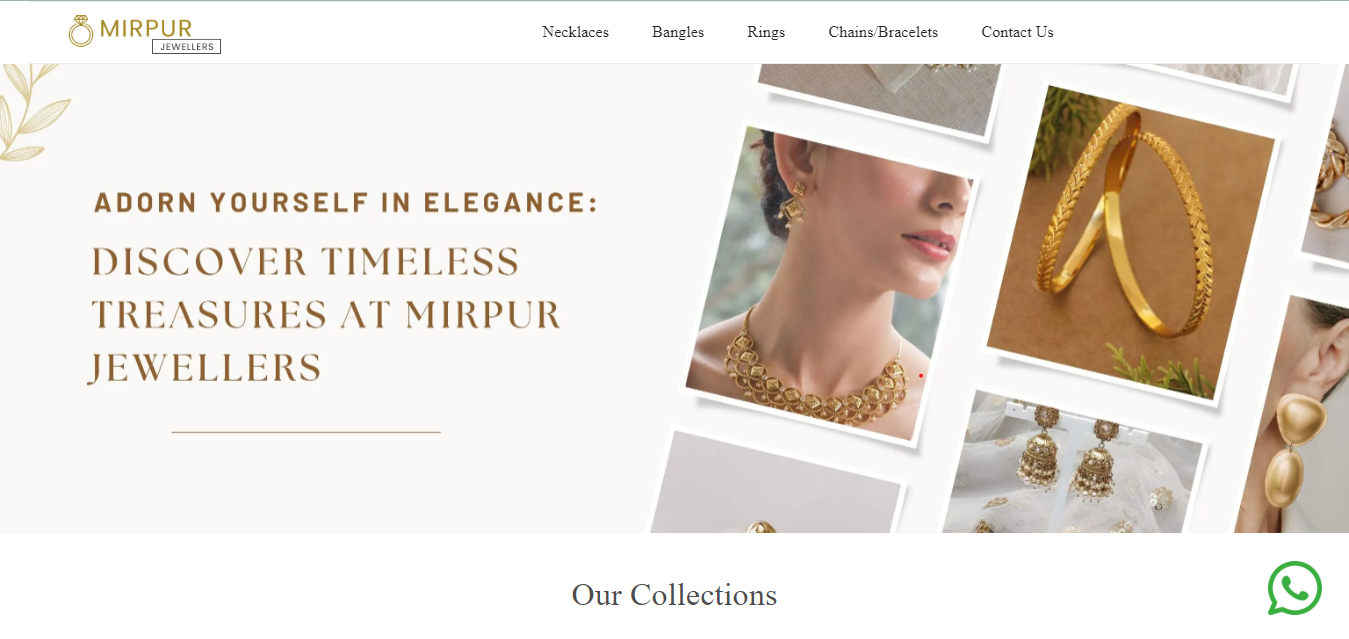 MIRPUR
JEWELLERS
Necklaces Bangles Rings Chains/Bracelets Contact Us
ADORN YOURSELF IN ELEGANCE:
DISCOVER TIMELESS
TREASURES AT MIRPUR
JEWELLERS
Our Collections